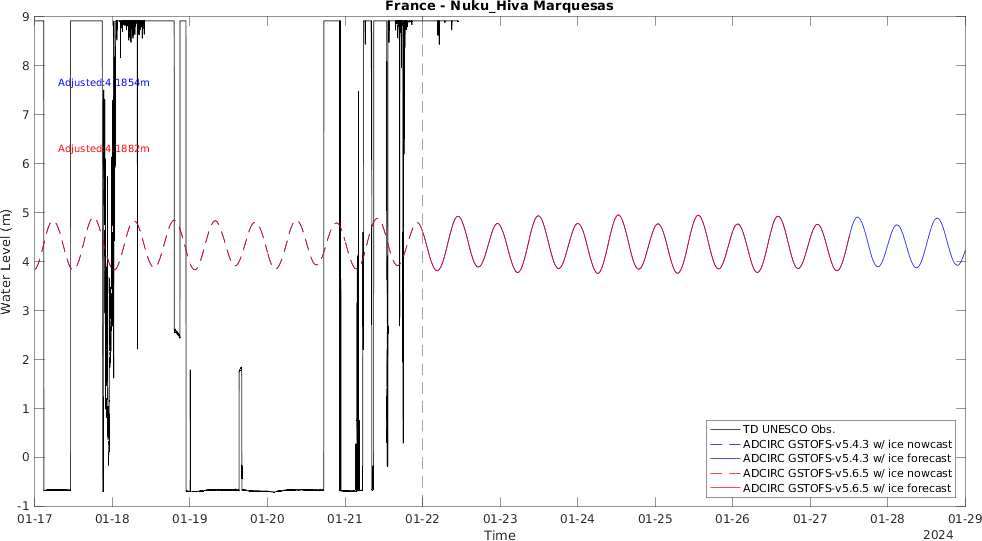 France - Nuku_Hiva Marquesas
9
8
7
6
5
4
3
2
1
0
-1
Water Level (m)
Adjusted:4.1854m
Adjusted:4.1882m
TD UNESCO Obs.
ADCIRC GSTOFS-v5.4.3 w/ ice nowcast
ADCIRC GSTOFS-v5.4.3 w/ ice forecast
ADCIRC GSTOFS-v5.6.5 w/ ice nowcast
ADCIRC GSTOFS-v5.6.5 w/ ice forecast
01-17 01-18 01-19 01-20 01-21 01-22 01-23 01-24 01-25 01-26 01-27 01-28 01-29
Time
2024